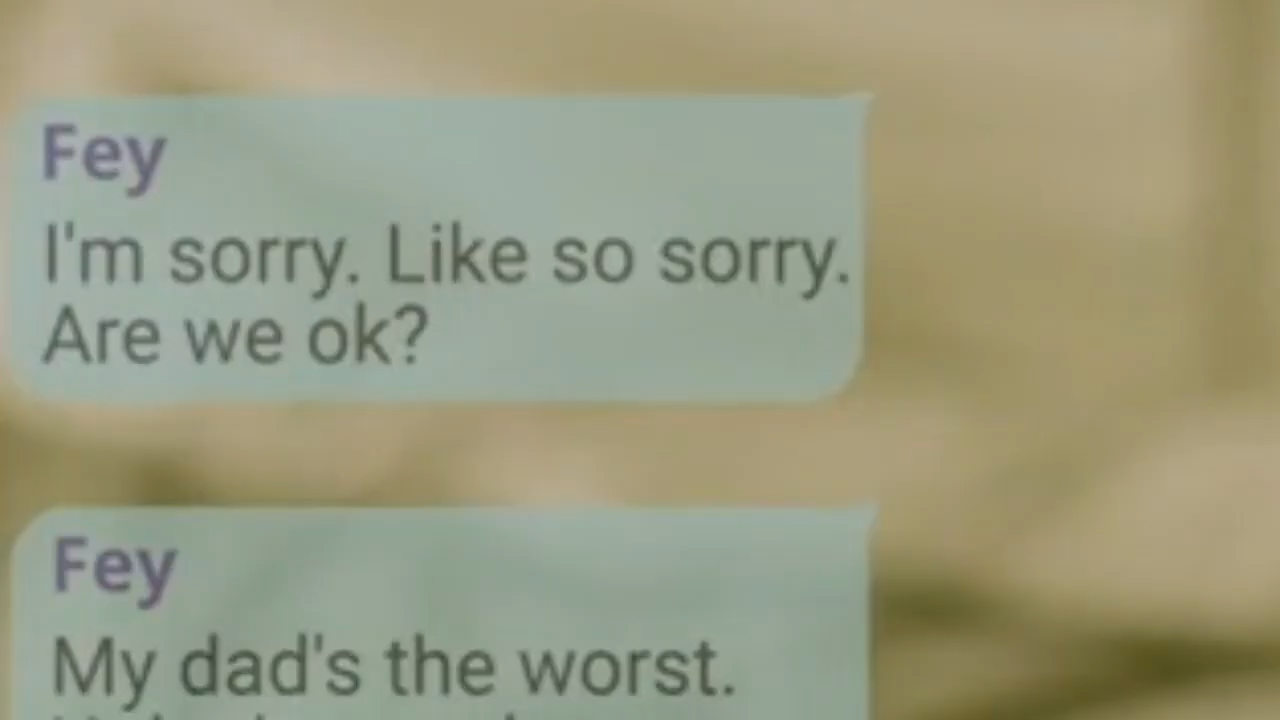 Fey
I'm sorry. Like so sorry.
Are we ok?
Fey
My dad's the worst.